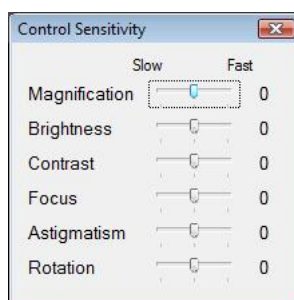 Control Sensitivity
Slow Fast
Magnification 0
Brightness 0
Contrast 0
Focus 0
Astigmatism 0
Rotation 0